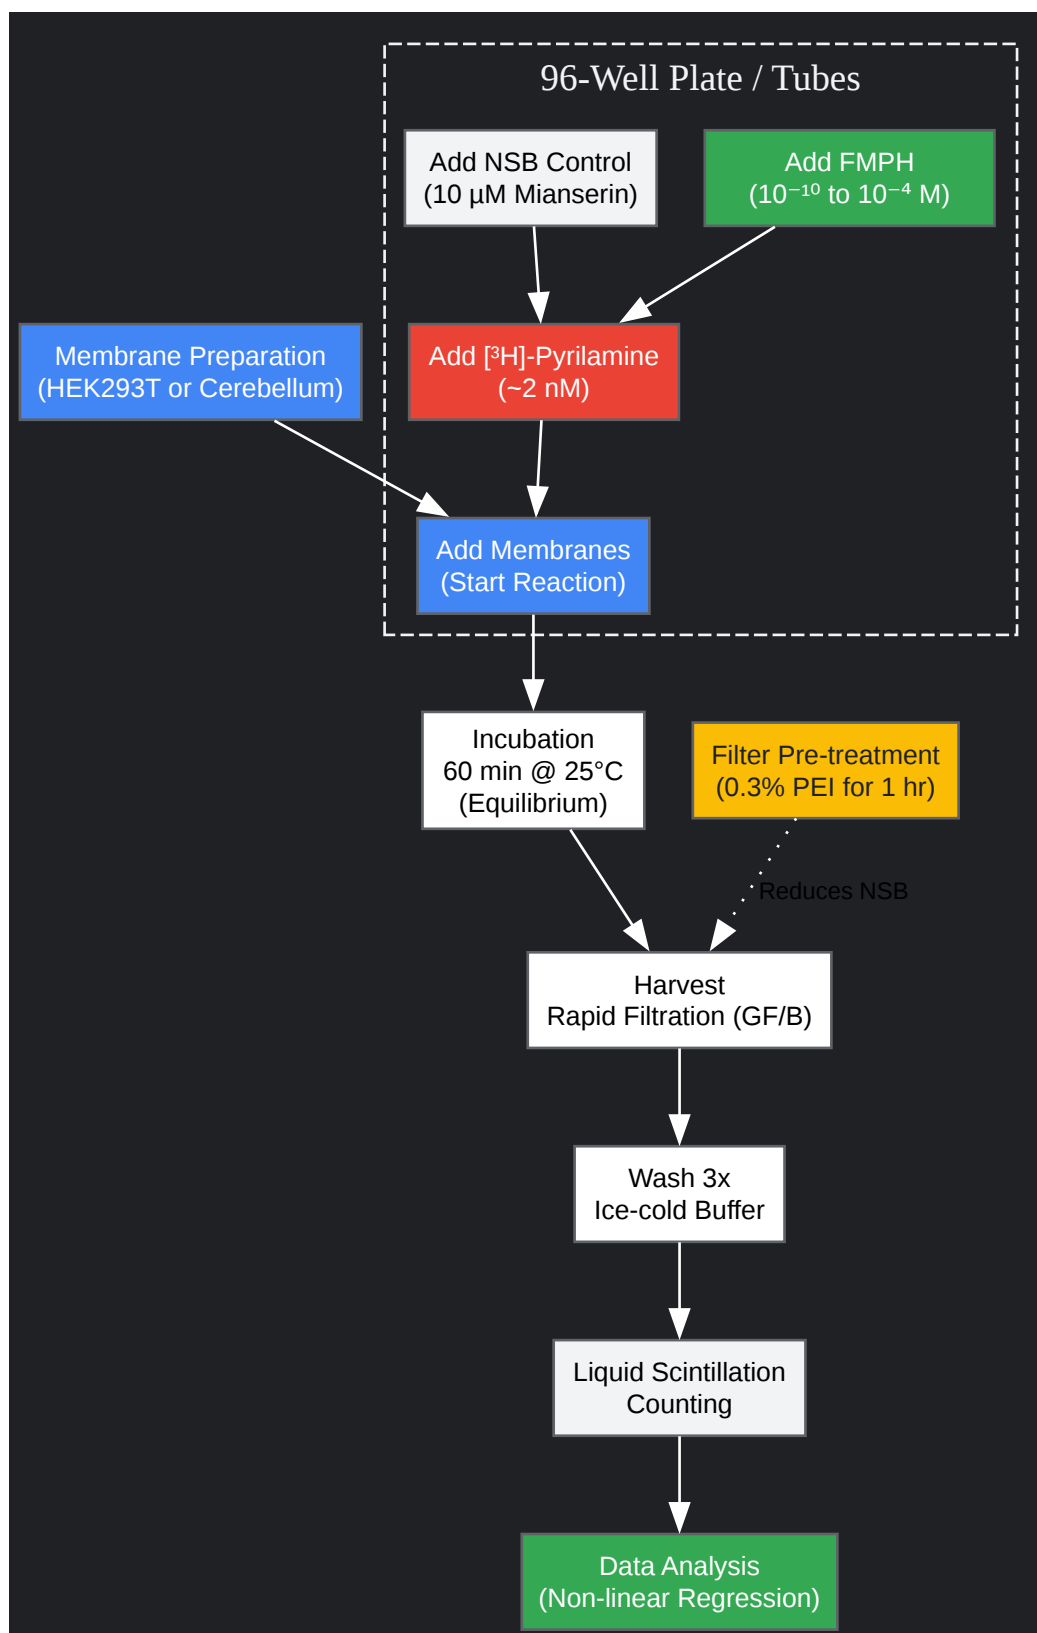 96-Well Plate / Tubes
Add NSB Control
(10 µM Mianserin)
Add FMPH
(10⁻¹⁰ to 10⁻⁴ M)
Membrane Preparation
(HEK293T or Cerebellum)
Add [³H]-Pyrilamine
(~2 nM)
Add Membranes
(Start Reaction)
Incubation
60 min @ 25°C
(Equilibrium)
Filter Pre-treatment
(0.3% PEI for 1 hr)
Reduces NSB
Harvest
Rapid Filtration (GF/B)
Wash 3x
Ice-cold Buffer
Liquid Scintillation
Counting
Data Analysis
(Non-linear Regression)